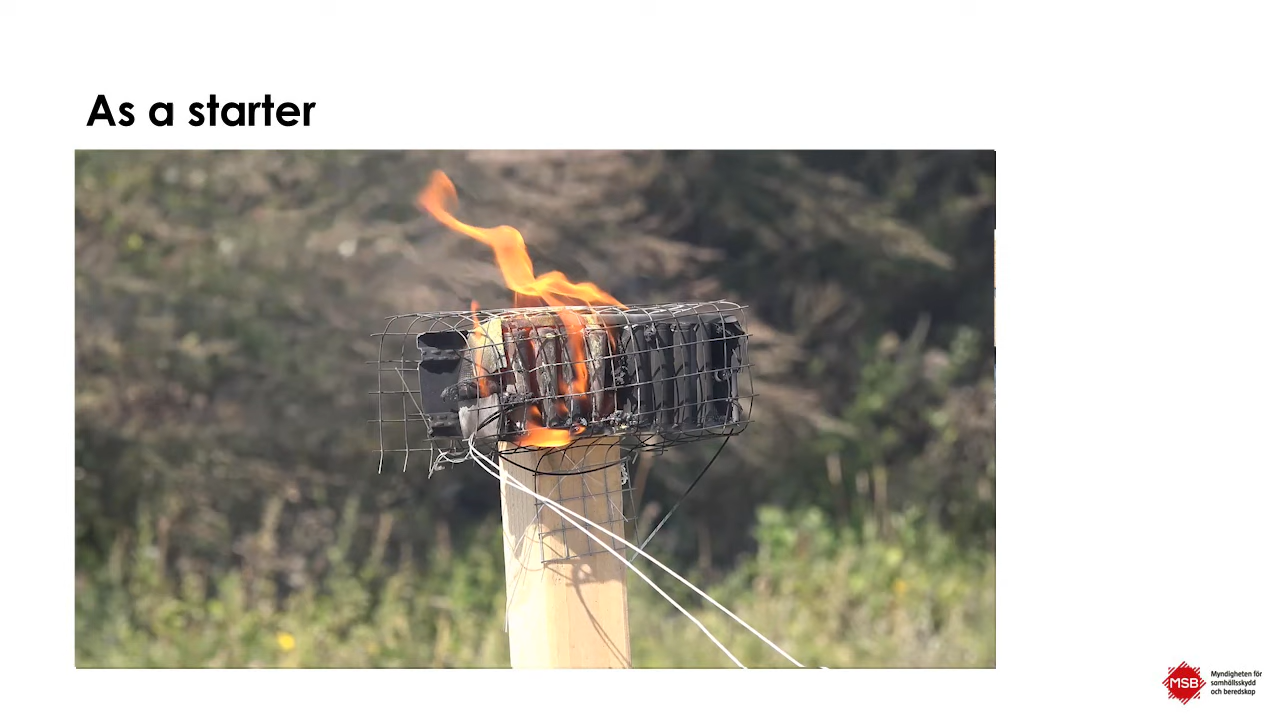 As a starter
MSB
Myndigheten för
samhällsskydd
och beredskap